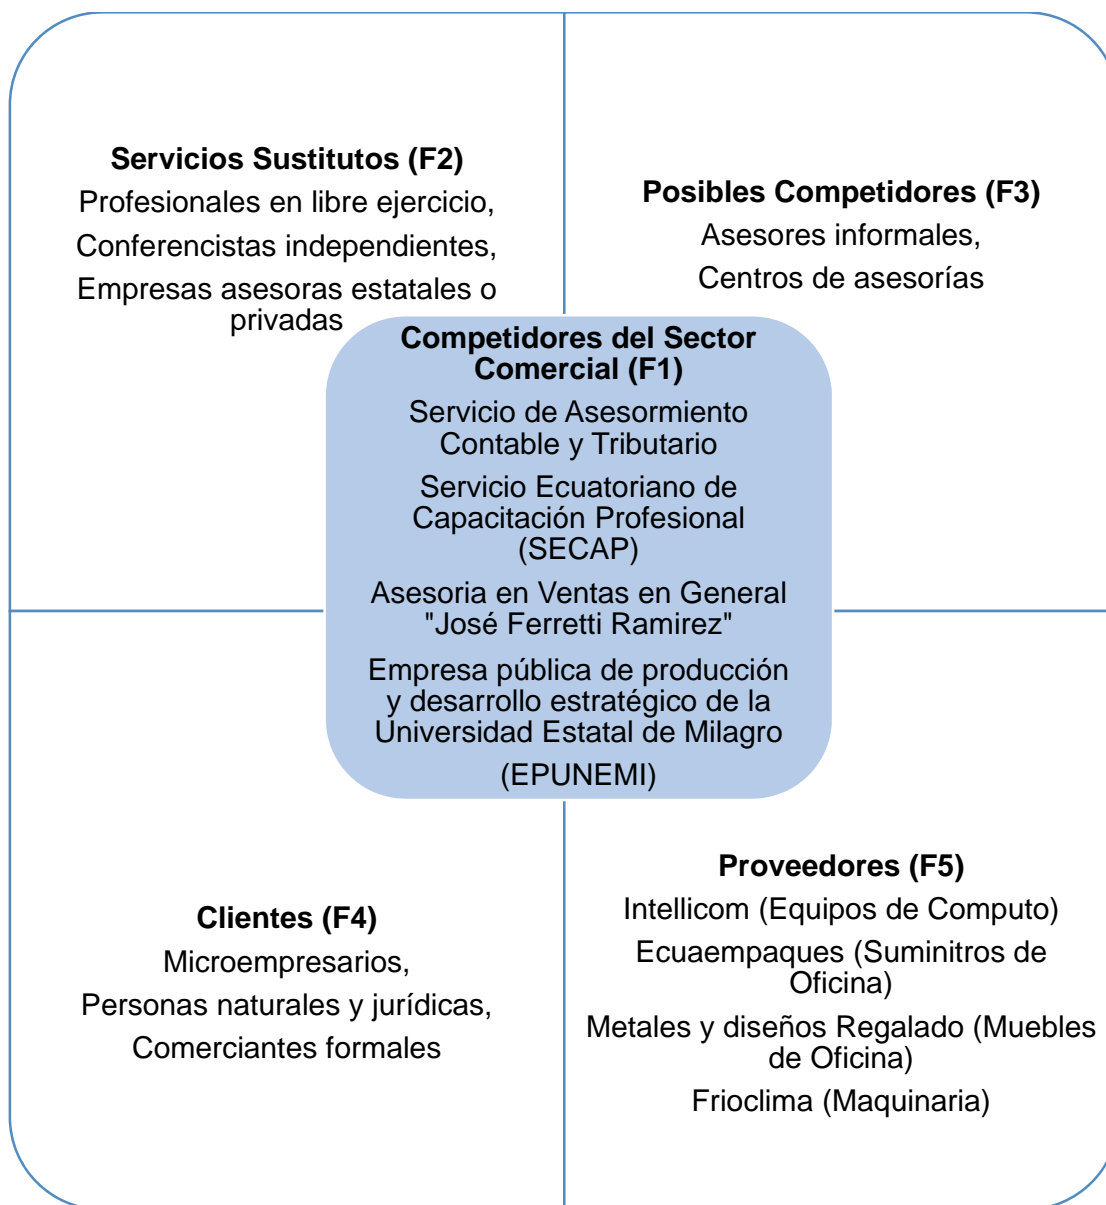 Servicios Sustitutos (F2)
Profesionales en libre ejercicio,
Conferencistas independientes,
Empresas asesoras estatales o
privadas
Posibles Competidores (F3)
Asesores informales,
Centros de asesorías
Competidores del Sector
Comercial (F1)
Servicio de Asesormiento
Contable y Tributario
Servicio Ecuatoriano de
Capacitación Profesional
(SECAP)
Asesoria en Ventas en General
"José Ferretti Ramirez"
Empresa pública de producción
y desarrollo estratégico de la
Universidad Estatal de Milagro
(EPUNEMI)
Clientes (F4)
Microempresarios,
Personas naturales y jurídicas,
Comerciantes formales
Proveedores (F5)
Intellicom (Equipos de Computo)
Ecuaempaques (Suminitros de
Oficina)
Metales y diseños Regalado (Muebles
de Oficina)
Frioclima (Maquinaria)